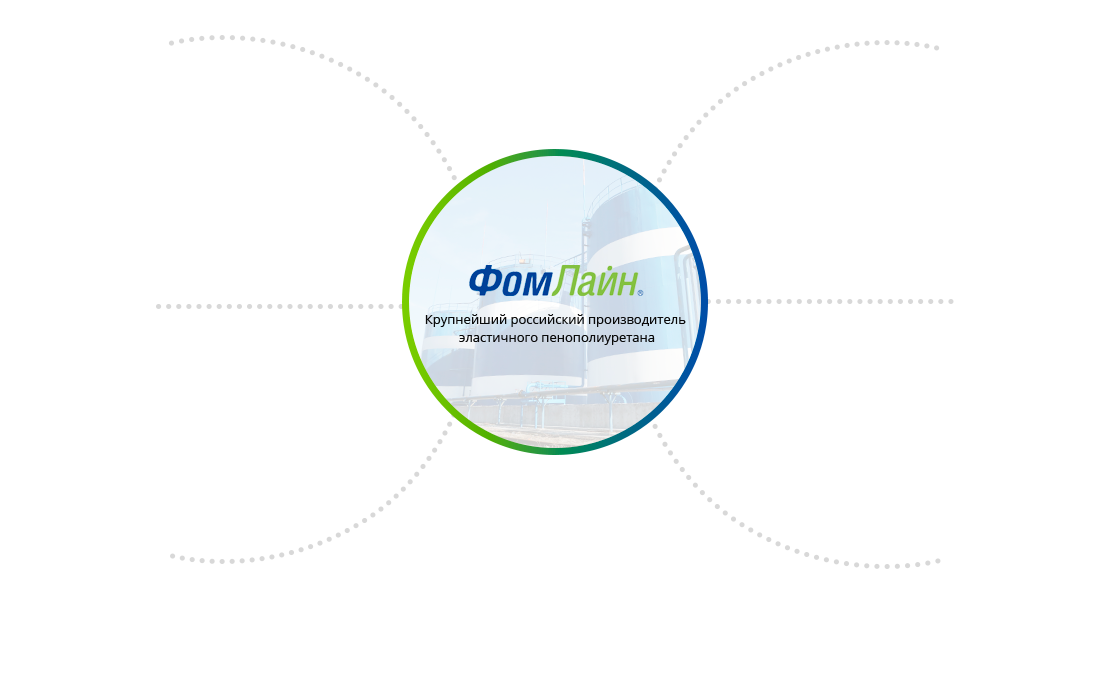 ФомЛайн®
Крупнейший российский производитель
эластичного пенополиуретана